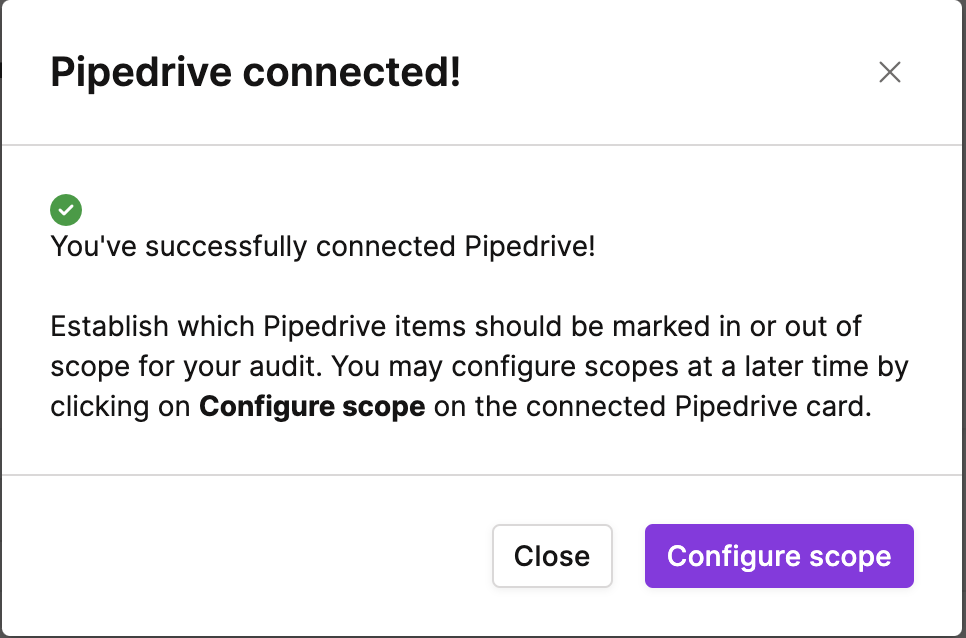 Pipedrive connected!
You've successfully connected Pipedrive!
Establish which Pipedrive items should be marked in or out of
scope for your audit. You may configure scopes at a later time by
clicking on Configure scope on the connected Pipedrive card.
Close
Configure scope